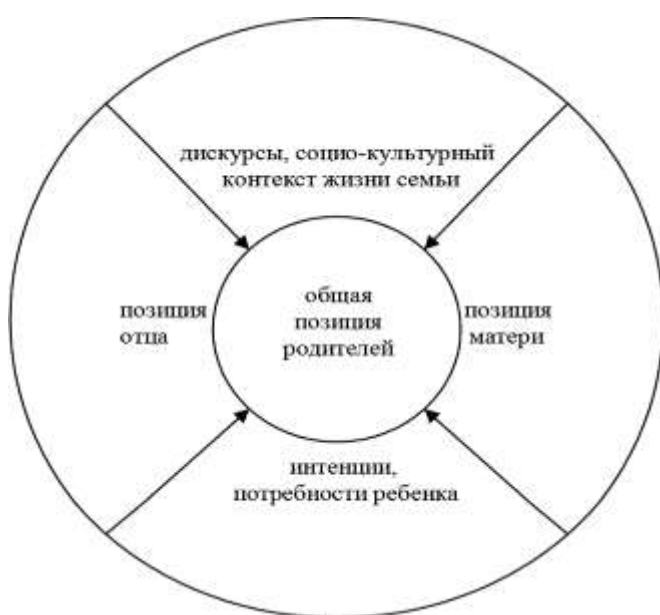 дискурсы, социо-культурный
контекст жизни семьи
позиция
отца
общая
позиция
родителей
позиция
матери
интенции,
потребности ребенка